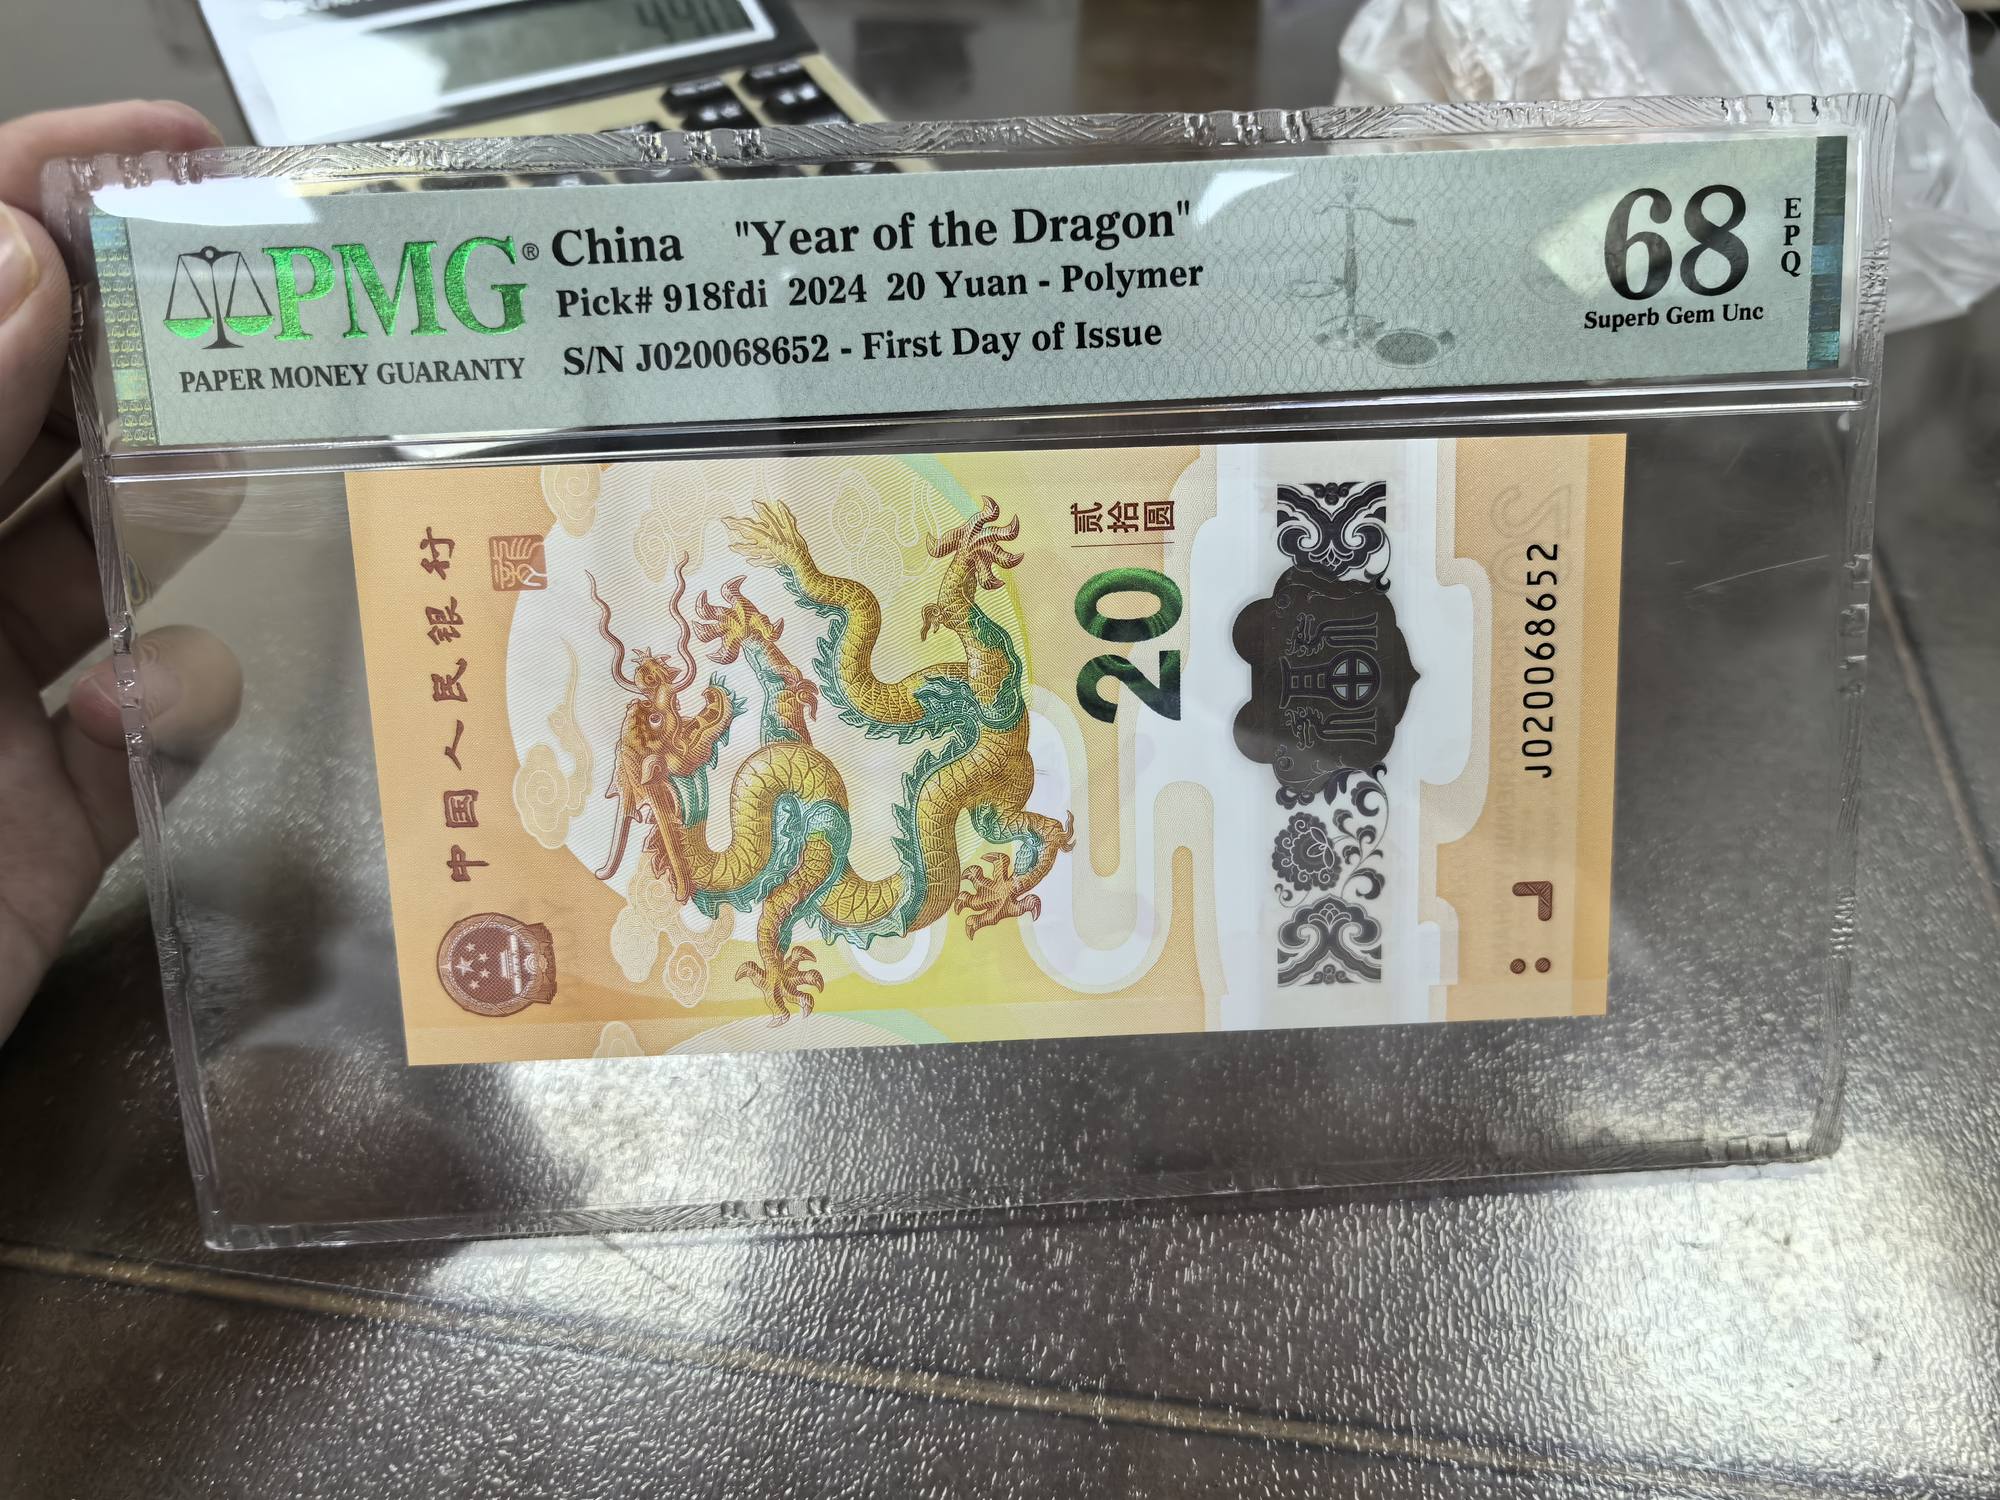 PMG®
PAPER MONEY GUARANTY
China "Year of the Dragon"
Pick# 918fdi 2024 20 Yuan - Polymer
S/N J020068652 - First Day of Issue
68
EPQ
Superb Gem Unc
中国人民银行
贰拾圆
20
J020068652